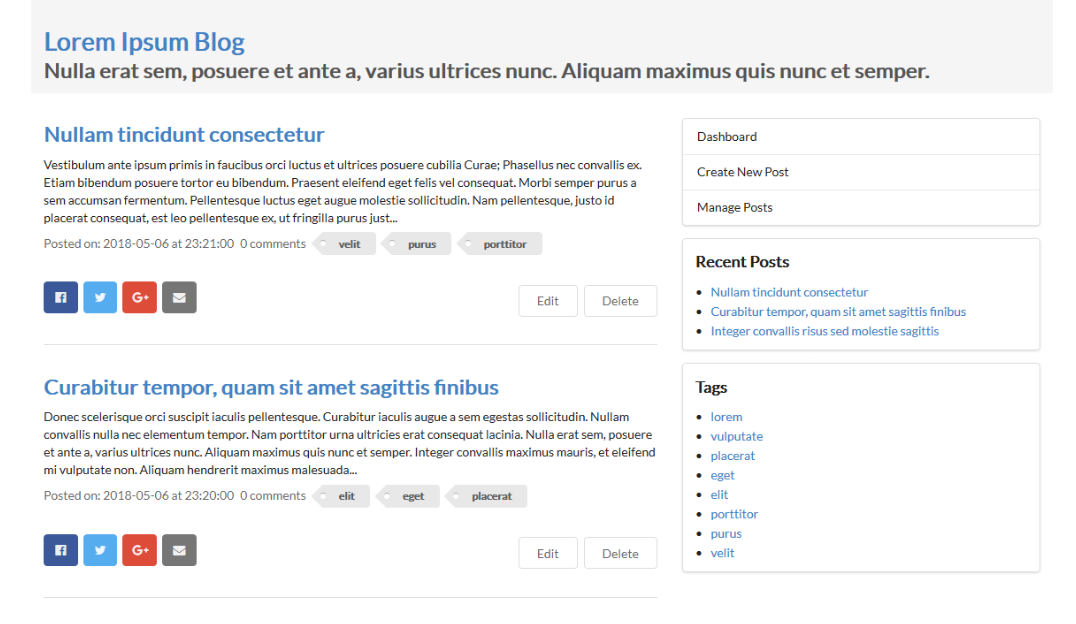 Lorem Ipsum Blog
Nulla erat sem, posuere et ante a, varius ultrices nunc. Aliquam maximus quis nunc et semper.
Nullam tincidunt consectetur
Vestibulum ante ipsum primis in faucibus orci luctus et ultrices posuere cubilia Curae; Phasellus nec convallis ex.
Etiam bibendum posuere tortor eu bibendum. Praesent eleifend eget felis vel consequat. Morbi semper purus a
sem accumsan fermentum. Pellentesque luctus eget augue molestie sollicitudin. Nam pellentesque, justo id
placerat consequat, est leo pellentesque ex, ut fringilla purus just...
Posted on: 2018-05-06 at 23:21:00 0 comments velit purus porttitor
G+
Edit Delete
Curabitur tempor, quam sit amet sagittis finibus
Donec scelerisque orci suscipit iaculis pellentesque. Curabitur iaculis augue a sem egestas sollicitudin. Nullam
convallis nulla nec elementum tempor. Nam porttitor urna ultricies erat consequat lacinia. Nulla erat sem, posuere
et ante a, varius ultrices nunc. Aliquam maximus quis nunc et semper. Integer convallis maximus mauris, et eleifend
mi vulputate non. Aliquam hendrerit maximus malesuada...
Posted on: 2018-05-06 at 23:20:00 0 comments elit eget placerat
G+
Edit Delete
Dashboard
Create New Post
Manage Posts
Recent Posts
Nullam tincidunt consectetur
Curabitur tempor, quam sit amet sagittis finibus
Integer convallis risus sed molestie sagittis
Tags
lorem
vulputate
placerat
eget
elit
porttitor
purus
velit